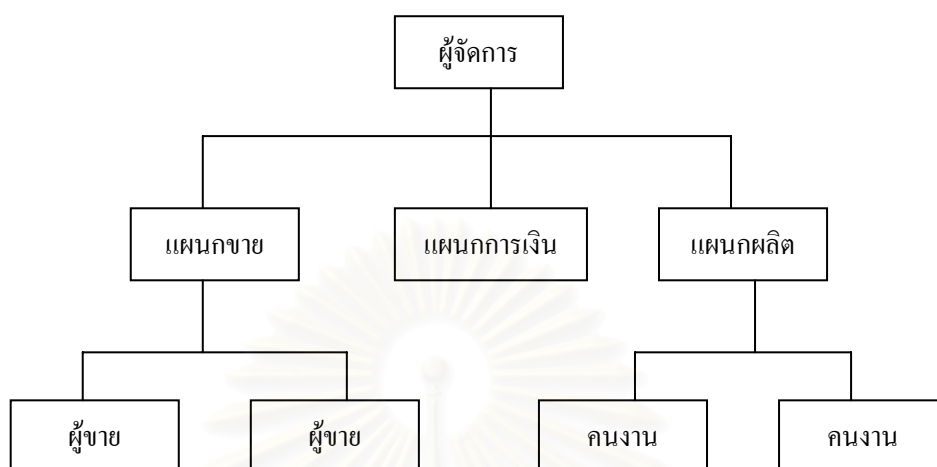 ผู้จัดการ
แผนกขาย
แผนกการเงิน
แผนกผลิต
ผู้ขาย
ผู้ขาย
คนงาน
คนงาน